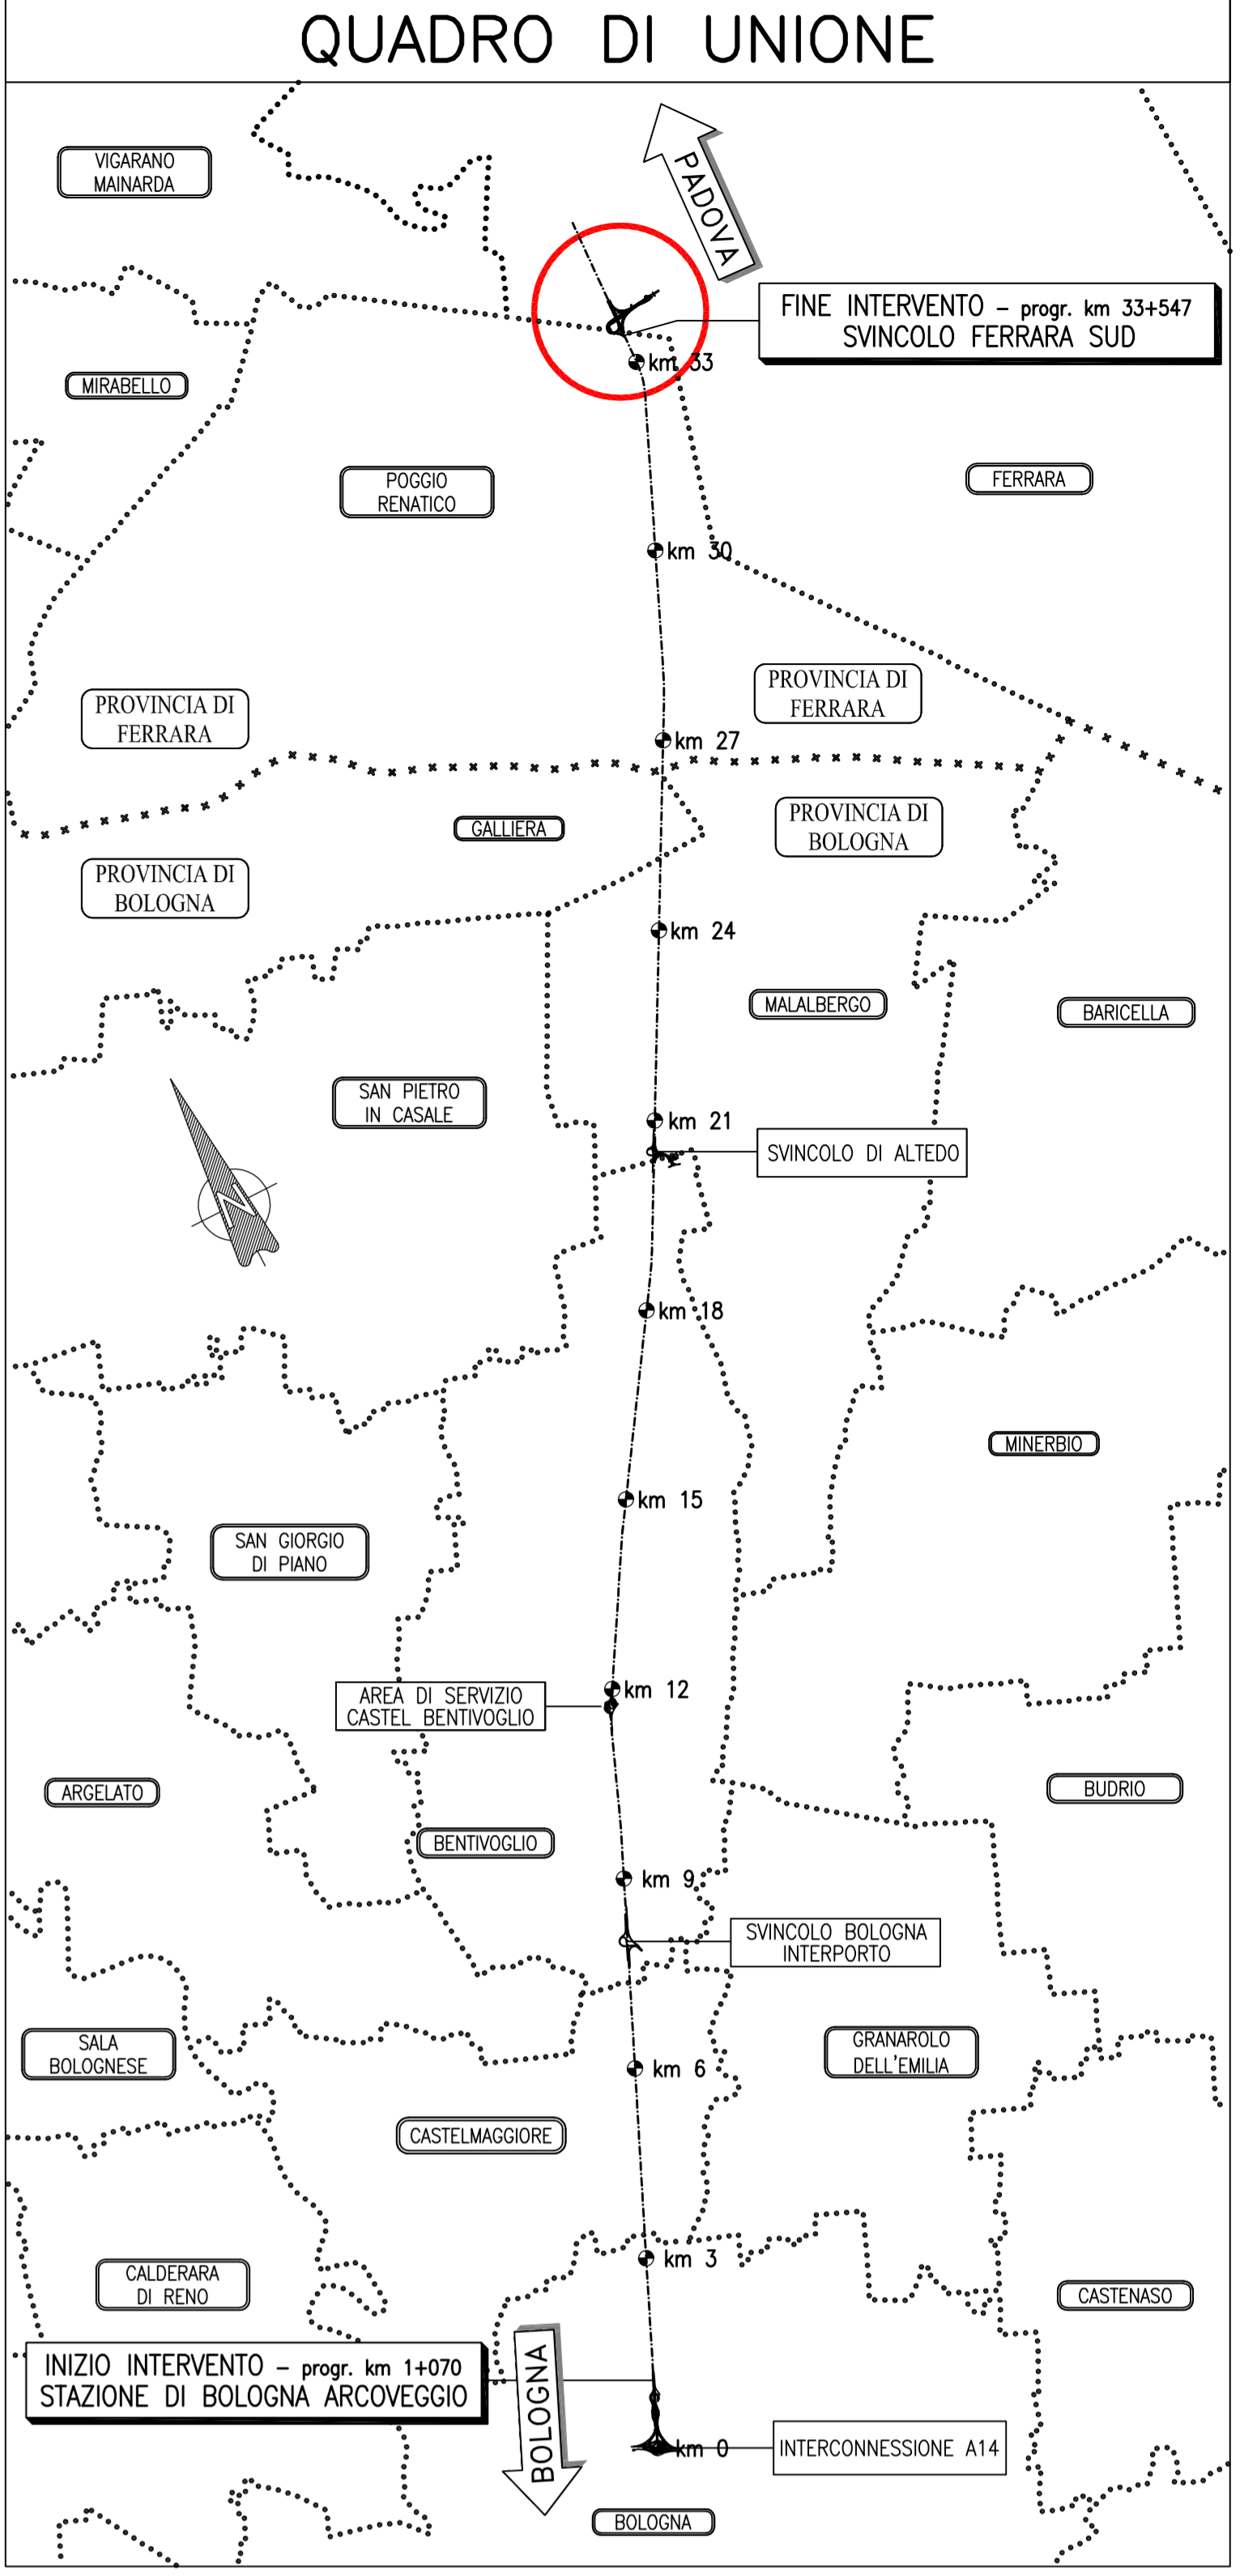 QUADRO DI UNIONE
VIGARANO
MAINARDA
PADOVA
FINE INTERVENTO – progr. km 33+547
SVINCOLO FERRARA SUD
km 33
MIRABELLO
POGGIO
RENATICO
FERRARA
km 30
PROVINCIA DI
FERRARA
PROVINCIA DI
FERRARA
km 27
GALLIERA
PROVINCIA DI
BOLOGNA
PROVINCIA DI
BOLOGNA
km 24
MALALBERGO
BARICELLA
SAN PIETRO
IN CASALE
km 21
SVINCOLO DI ALTEDO
N
km 18
MINERBIO
km 15
SAN GIORGIO
DI PIANO
km 12
AREA DI SERVIZIO
CASTEL BENTIVOGLIO
ARGELATO
BUDRIO
BENTIVOGLIO
km 9
SVINCOLO BOLOGNA
INTERPORTO
SALA
BOLOGNESE
GRANAROLO
DELL'EMILIA
km 6
CASTELMAGGIORE
km 3
CALDERARA
DI RENO
CASTENASO
INIZIO INTERVENTO – progr. km 1+070
STAZIONE DI BOLOGNA ARCOVEGGIO
BOLOGNA
km 0
INTERCONNESSIONE A14
BOLOGNA